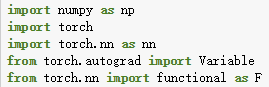 import numpy as np
import torch
import torch.nn as nn
from torch.autograd import Variable
from torch.nn import functional as F